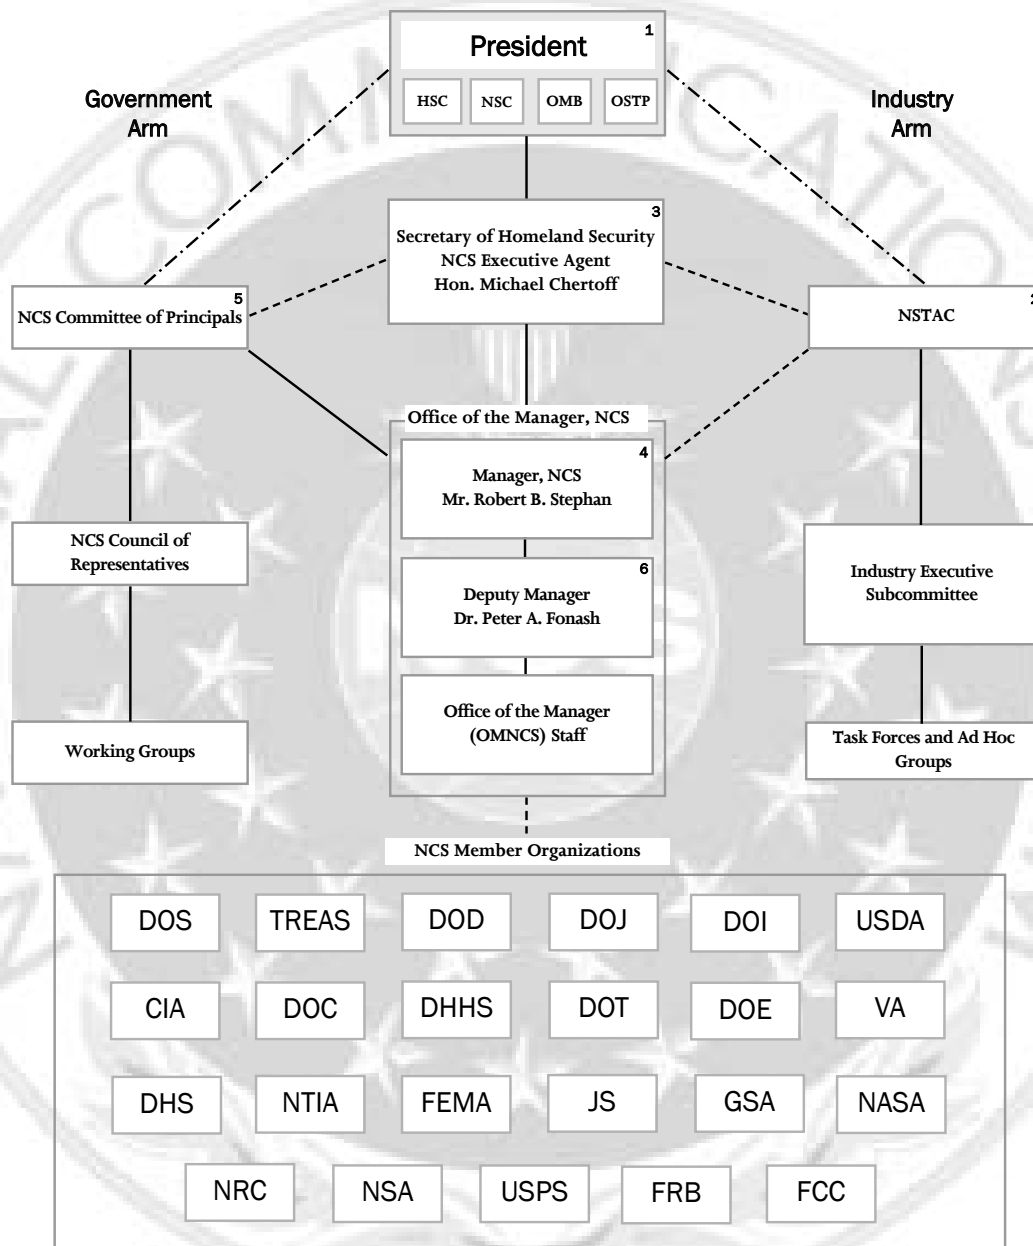 1
President
HSC NSC OMB OSTP
Government
Arm
Industry
Arm
3
Secretary of Homeland Security
NCS Executive Agent
Hon. Michael Chertoff
5
NCS Committee of Principals
2
NSTAC
Office of the Manager, NCS
4
Manager, NCS
Mr. Robert B. Stephan
NCS Council of
Representatives
6
Deputy Manager
Dr. Peter A. Fonash
Industry Executive
Subcommittee
Office of the Manager
(OMNCS) Staff
Working Groups
Task Forces and Ad Hoc
Groups
NCS Member Organizations
DOS TREAS DOD DOJ DOI USDA
CIA DOC DHHS DOT DOE VA
DHS NTIA FEMA JS GSA NASA
NRC NSA USPS FRB FCC